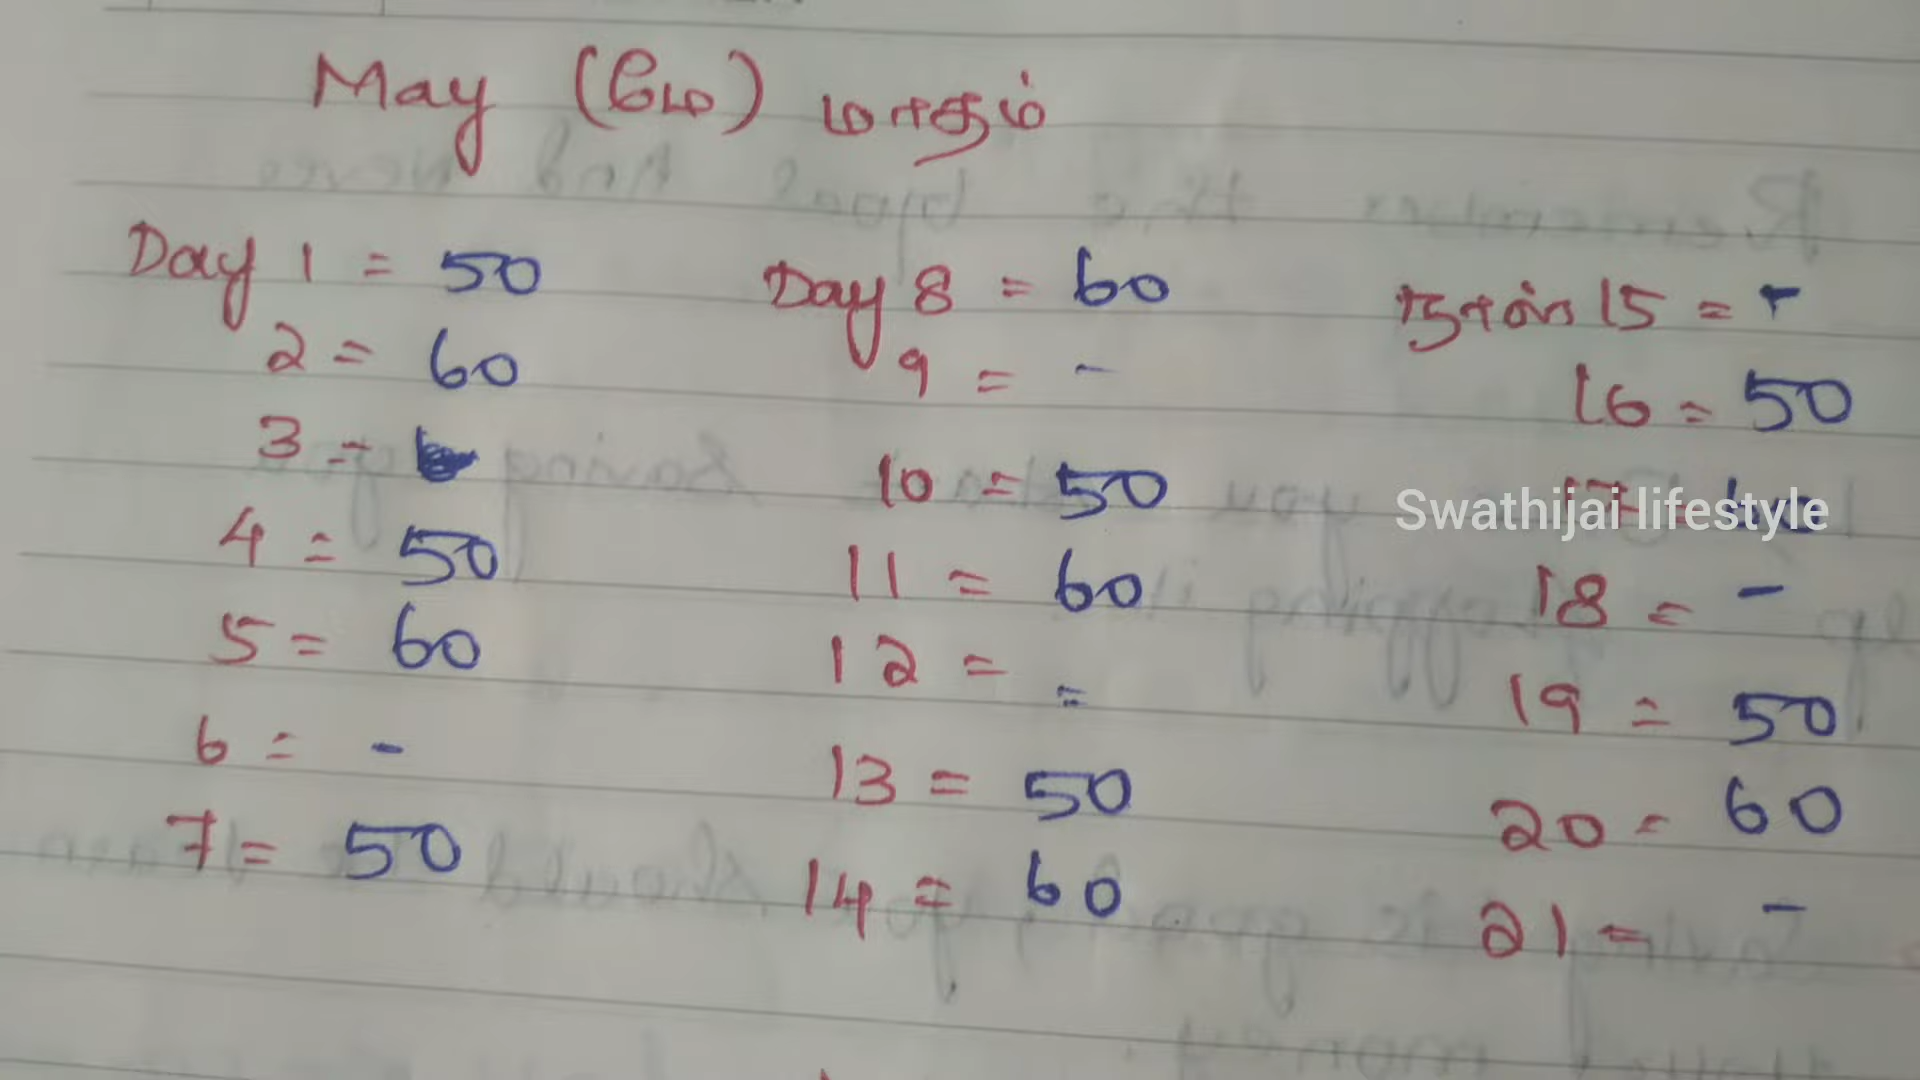 May (மே) மாதம்
Day 1 = 50
2 = 60
3 =
4 = 50
5 = 60
6 = -
7 = 50
Day 8 = 60
9 = -
10 = 50
11 = 60
12 = =
13 = 50
14 = 60
நாள் 15 = -
16 = 50
17 = 60
18 = -
19 = 50
20 = 60
21 = -
Swathijai lifestyle